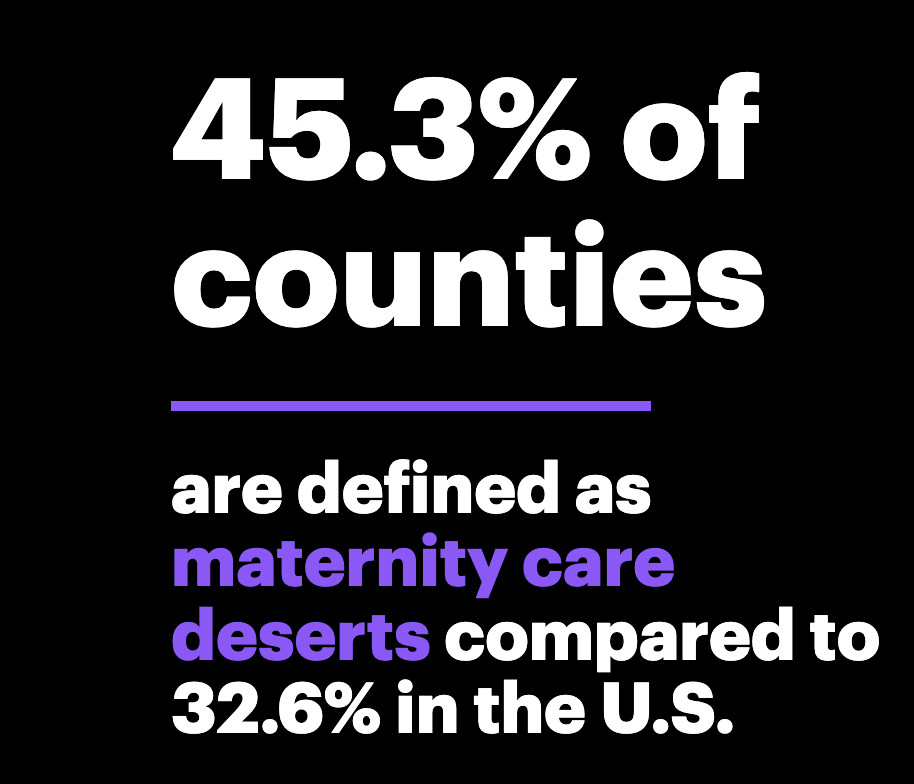 45.3% of
counties
are defined as
maternity care
deserts compared to
32.6% in the U.S.